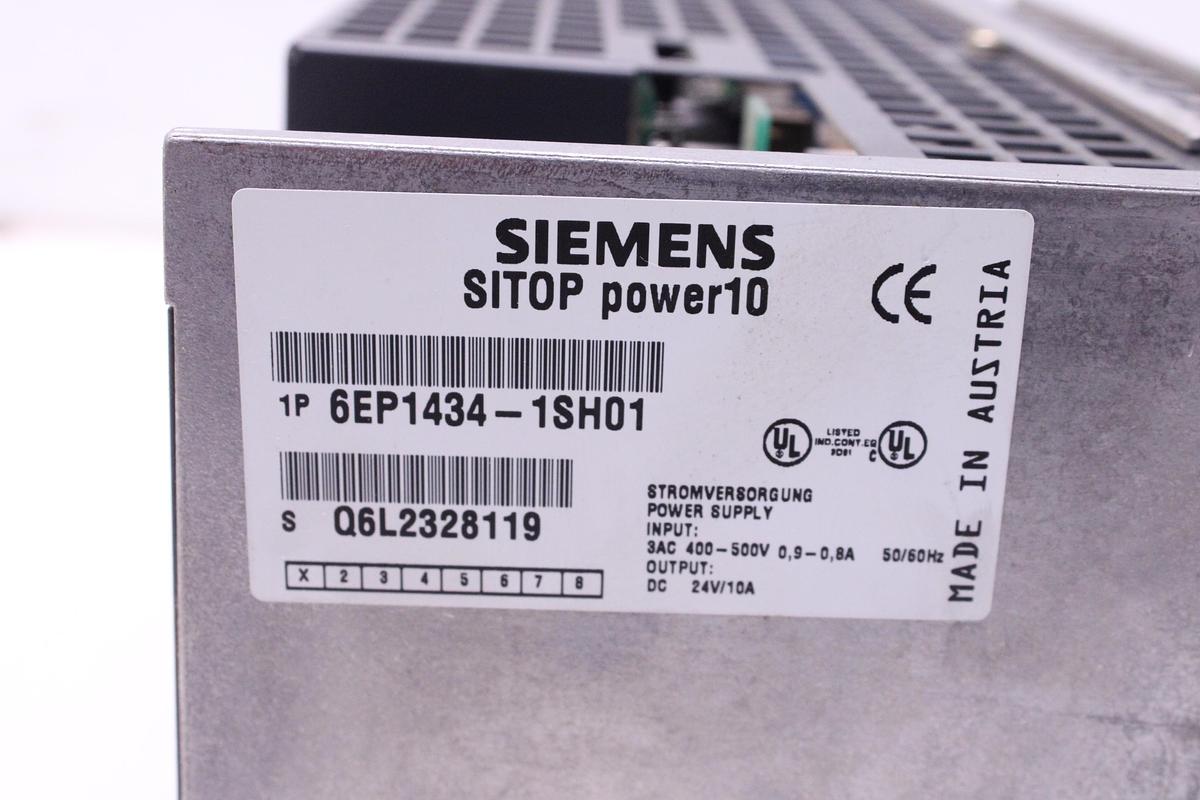 SIEMENS
SITOP power10
CE
1P 6EP1434-1SH01
UL LISTED C UL
IND.CONT.EQ
S Q6L2328119
STROMVERSORGUNG
POWER SUPPLY
INPUT:
3AC 400-500V 0,9-0,8A 50/60Hz
OUTPUT:
DC 24V/10A
X 2 3 4 5 6 7 8
MADE IN AUSTRIA